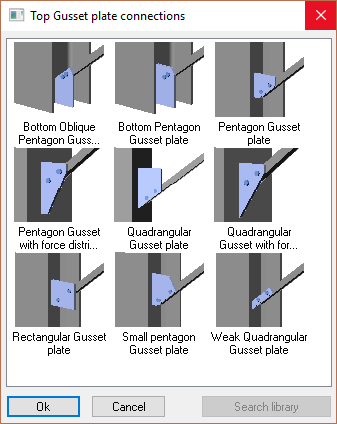 Top Gusset plate connections
Bottom Oblique
Pentagon Guss...
Bottom Pentagon
Gusset plate
Pentagon Gusset
plate
Pentagon Gusset
with force distri...
Quadrangular
Gusset plate
Quadrangular
Gusset with for...
Rectangular Gusset
plate
Small pentagon
Gusset plate
Weak Quadrangular
Gusset plate
Ok
Cancel
Search library